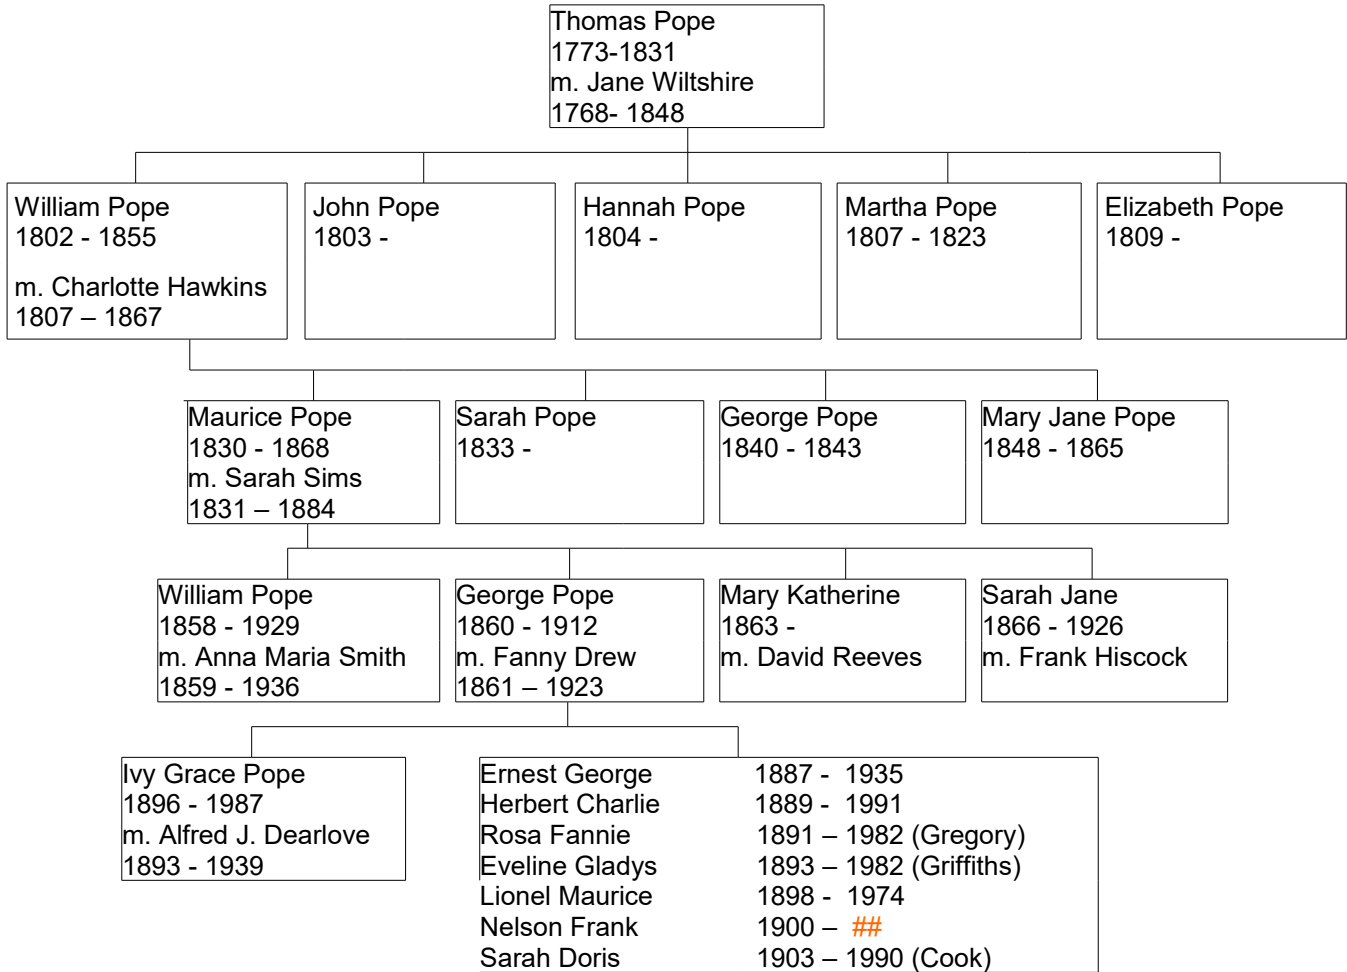 Thomas Pope
1773-1831
m. Jane Wiltshire
1768- 1848
William Pope
1802 - 1855
m. Charlotte Hawkins
1807 – 1867
John Pope
1803 -
Hannah Pope
1804 -
Martha Pope
1807 - 1823
Elizabeth Pope
1809 -
Maurice Pope
1830 - 1868
m. Sarah Sims
1831 – 1884
Sarah Pope
1833 -
George Pope
1840 - 1843
Mary Jane Pope
1848 - 1865
William Pope
1858 - 1929
m. Anna Maria Smith
1859 - 1936
George Pope
1860 - 1912
m. Fanny Drew
1861 – 1923
Mary Katherine
1863 -
m. David Reeves
Sarah Jane
1866 - 1926
m. Frank Hiscock
Ivy Grace Pope
1896 - 1987
m. Alfred J. Dearlove
1893 - 1939
Ernest George 1887 - 1935
Herbert Charlie 1889 - 1991
Rosa Fannie 1891 – 1982 (Gregory)
Eveline Gladys 1893 – 1982 (Griffiths)
Lionel Maurice 1898 - 1974
Nelson Frank 1900 – ##
Sarah Doris 1903 – 1990 (Cook)